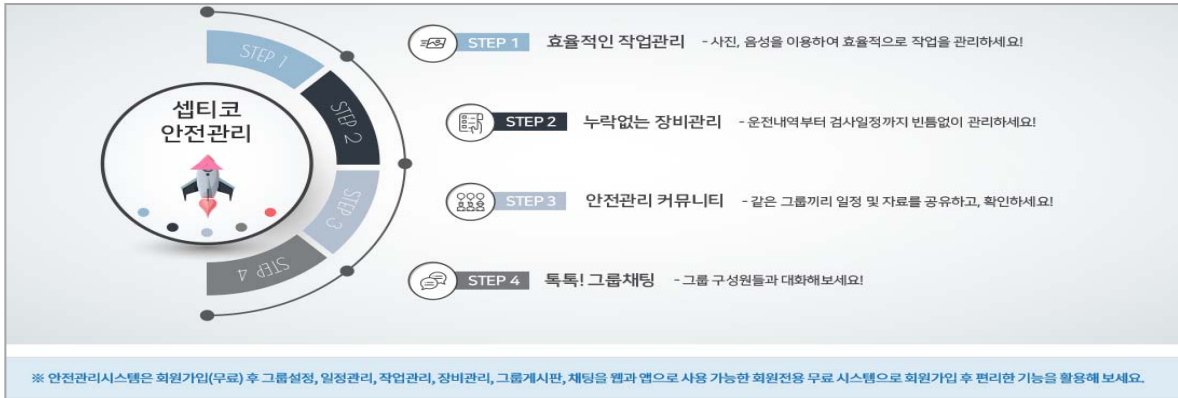 셉티코
안전관리
STEP 1
STEP 2
STEP 3
STEP 4
STEP 1 효율적인 작업관리 - 사진, 음성을 이용하여 효율적으로 작업을 관리하세요!
STEP 2 누락없는 장비관리 - 운전내역부터 검사일정까지 빈틈없이 관리하세요!
STEP 3 안전관리 커뮤니티 - 같은 그룹끼리 일정 및 자료를 공유하고, 확인하세요!
STEP 4 톡톡! 그룹채팅 - 그룹 구성원들과 대화해보세요!
※ 안전관리시스템은 회원가입(무료) 후 그룹설정, 일정관리, 작업관리, 장비관리, 그룹게시판, 채팅을 웹과 앱으로 사용 가능한 회원전용 무료 시스템으로 회원가입 후 편리한 기능을 활용해 보세요.